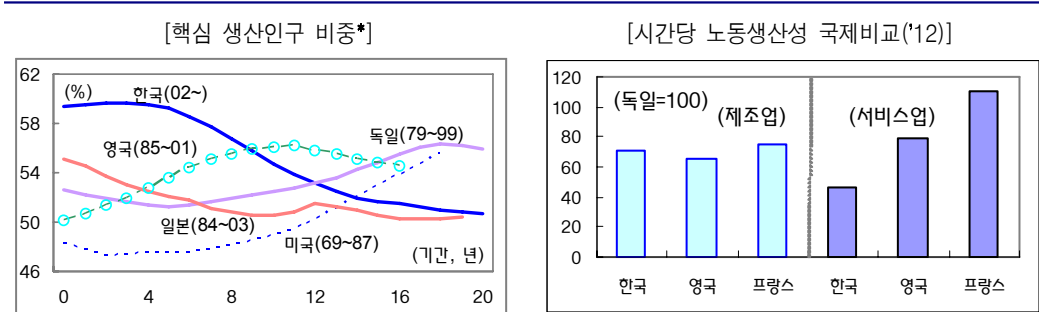 [핵심 생산인구 비중*]
62
58
54
50
46
(%)
한국(02~)
영국(85~01)
독일(79~99)
일본(84~03)
미국(69~87)
(기간, 년)
0 4 8 12 16 20
[시간당 노동생산성 국제비교('12)]
120
100
80
60
40
20
0
(독일=100)
(제조업) (서비스업)
한국 영국 프랑스 한국 영국 프랑스